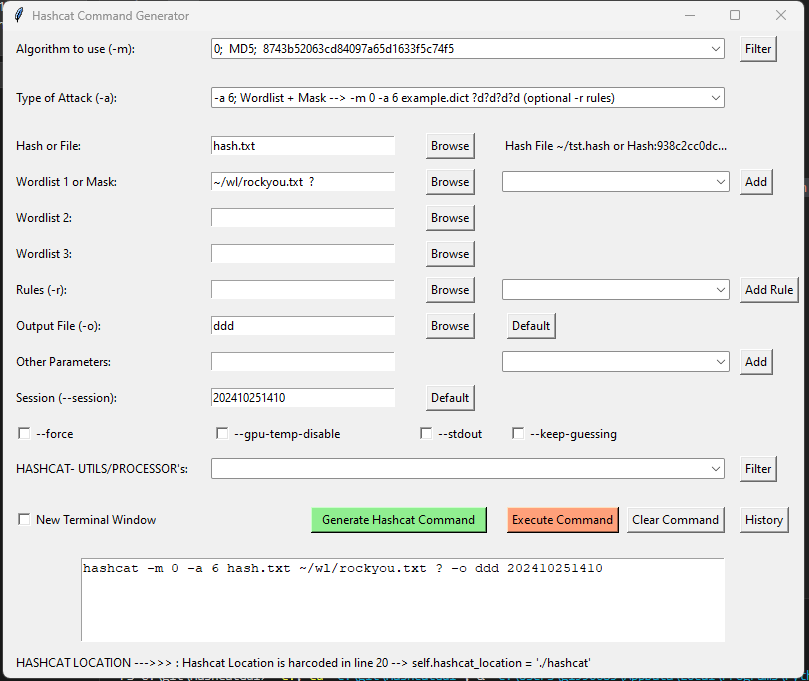 Hashcat Command Generator
Algorithm to use (-m): 0;  MD5;  8743b52063cd84097a65d1633f5c74f5 Filter
Type of Attack (-a): -a 6; Wordlist + Mask --> -m 0 -a 6 example.dict ?d?d?d?d (optional -r rules)
Hash or File: hash.txt Browse Hash File ~/tst.hash or Hash:938c2cc0dc...
Wordlist 1 or Mask: ~/wl/rockyou.txt  ? Browse Add
Wordlist 2: Browse
Wordlist 3: Browse
Rules (-r): Browse Add Rule
Output File (-o): ddd Browse Default
Other Parameters: Add
Session (--session): 202410251410 Default
--force --gpu-temp-disable --stdout --keep-guessing
HASHCAT- UTILS/PROCESSOR's: Filter
New Terminal Window Generate Hashcat Command Execute Command Clear Command History
hashcat -m 0 -a 6 hash.txt ~/wl/rockyou.txt ? -o ddd 202410251410
HASHCAT LOCATION --->>> : Hashcat Location is harcoded in line 20 --> self.hashcat_location = './hashcat'